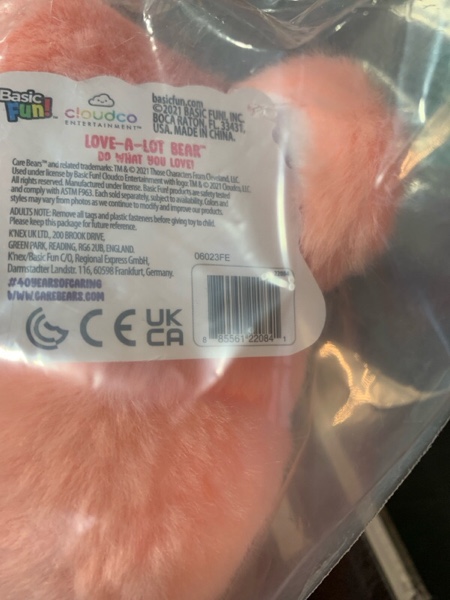 Basic
Fun!
cloudco
ENTERTAINMENT™
basicfun.com
©2021 BASIC FUN!, INC.
BOCA RATON, FL. 33431.
USA. MADE IN CHINA.
LOVE-A-LOT BEAR™
DO WHAT YOU LOVE!
Care Bears™ and related trademarks: TM & © 2021 Those Characters From Cleveland, LLC.
Used under license by Basic Fun! Cloudco Entertainment with logo: TM & © 2021 Cloudco, LLC.
All rights reserved. Manufactured under license. Basic Fun! products are safety tested
and comply with ASTM F963. Each sold separately, subject to availability. Colors and
styles may vary from photos as we continue to modify and improve our products.
ADULTS NOTE: Remove all tags and plastic fasteners before giving toy to child.
Please keep this package for future reference.
K'NEX UK LTD., 200 BROOK DRIVE,
GREEN PARK, READING, RG6 2UB, ENGLAND.
K'nex/Basic Fun C/O, Regional Express GmbH,
Darmstadter Landstr. 116, 60598 Frankfurt, Germany.
06023FE
#40YEARSOFCARING
WWW.CAREBEARS.COM
CE
UK
CA
0 85561 22084 1